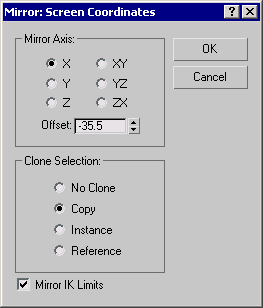 Mirror: Screen Coordinates ? ×
Mirror Axis:
X XY
Y YZ
Z ZX
Offset: -35.5
OK
Cancel
Clone Selection:
No Clone
Copy
Instance
Reference
Mirror IK Limits